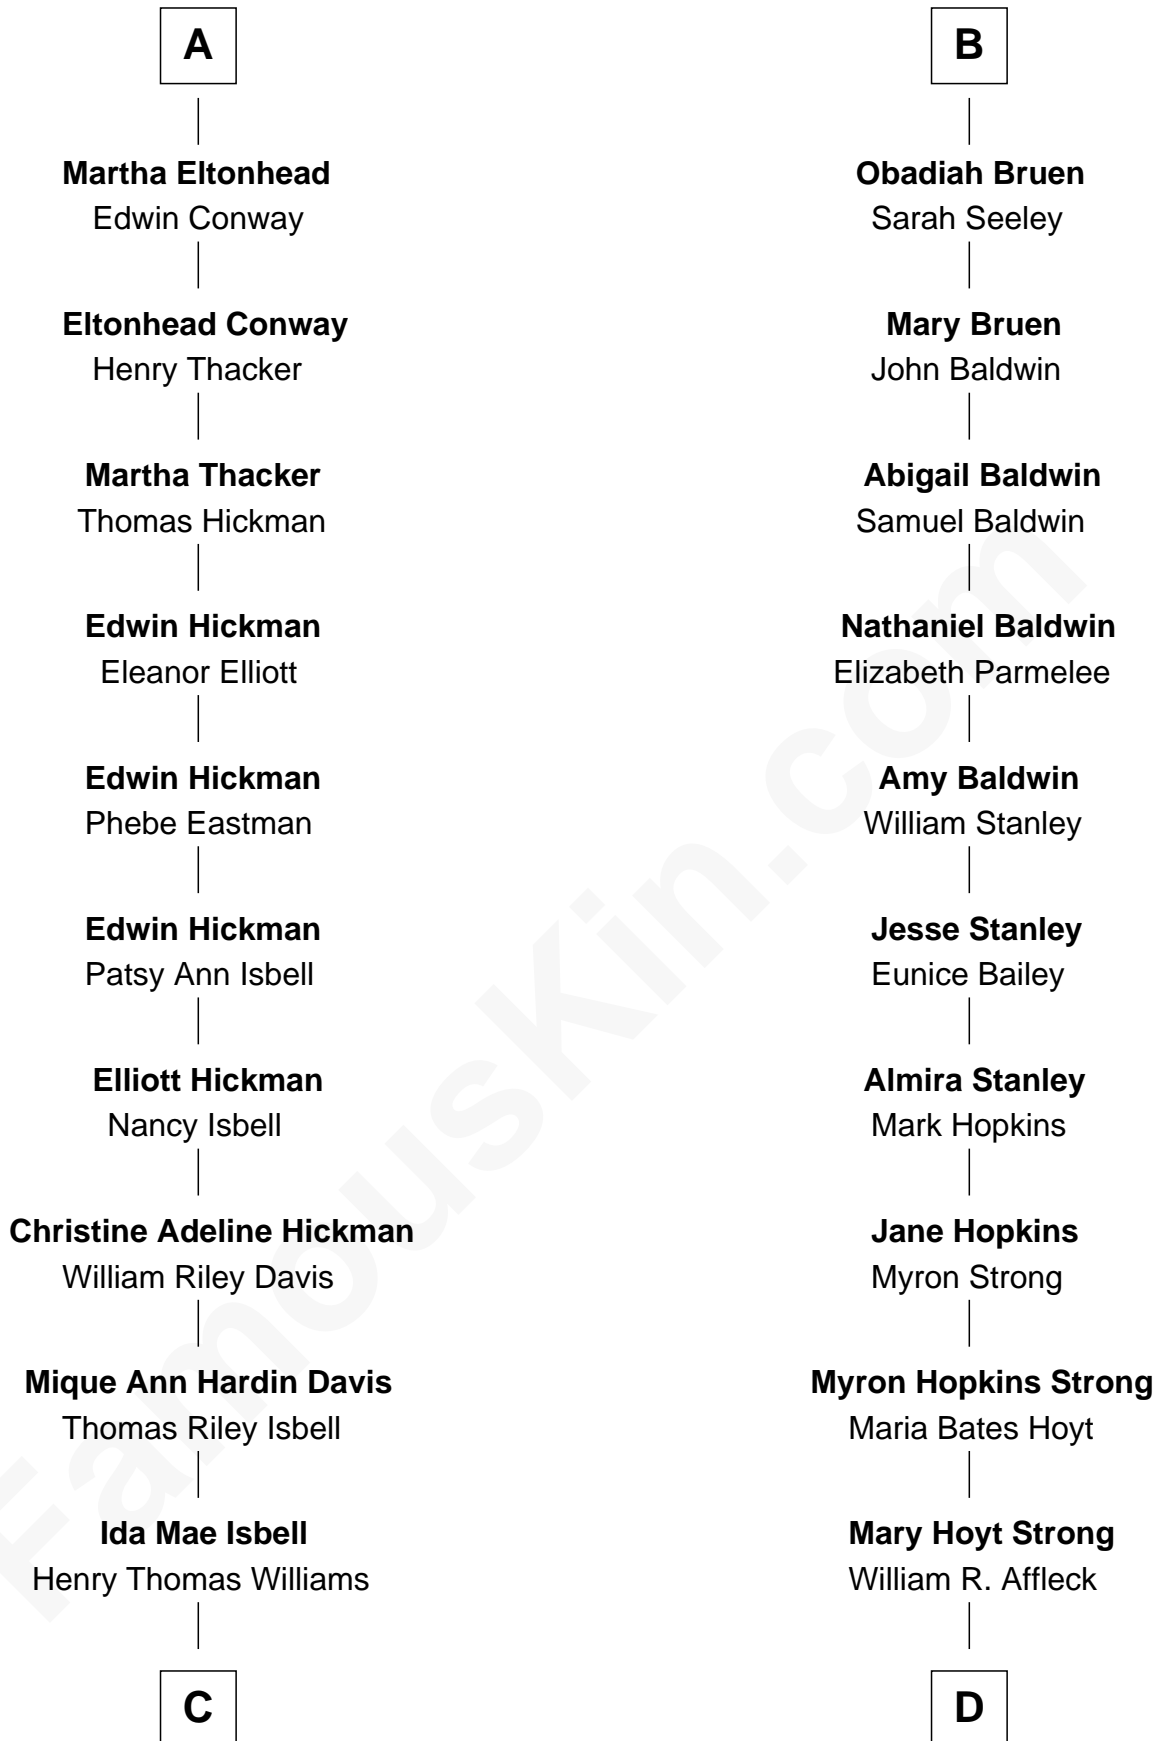 A
Martha Eltonhead
Edwin Conway
Eltonhead Conway
Henry Thacker
Martha Thacker
Thomas Hickman
Edwin Hickman
Eleanor Elliott
Edwin Hickman
Phebe Eastman
Edwin Hickman
Patsy Ann Isbell
Elliott Hickman
Nancy Isbell
Christine Adeline Hickman
William Riley Davis
Mique Ann Hardin Davis
Thomas Riley Isbell
Ida Mae Isbell
Henry Thomas Williams
C
B
Obadiah Bruen
Sarah Seeley
Mary Bruen
John Baldwin
Abigail Baldwin
Samuel Baldwin
Nathaniel Baldwin
Elizabeth Parmelee
Amy Baldwin
William Stanley
Jesse Stanley
Eunice Bailey
Almira Stanley
Mark Hopkins
Jane Hopkins
Myron Strong
Myron Hopkins Strong
Maria Bates Hoyt
Mary Hoyt Strong
William R. Affleck
D
FamousKin.com